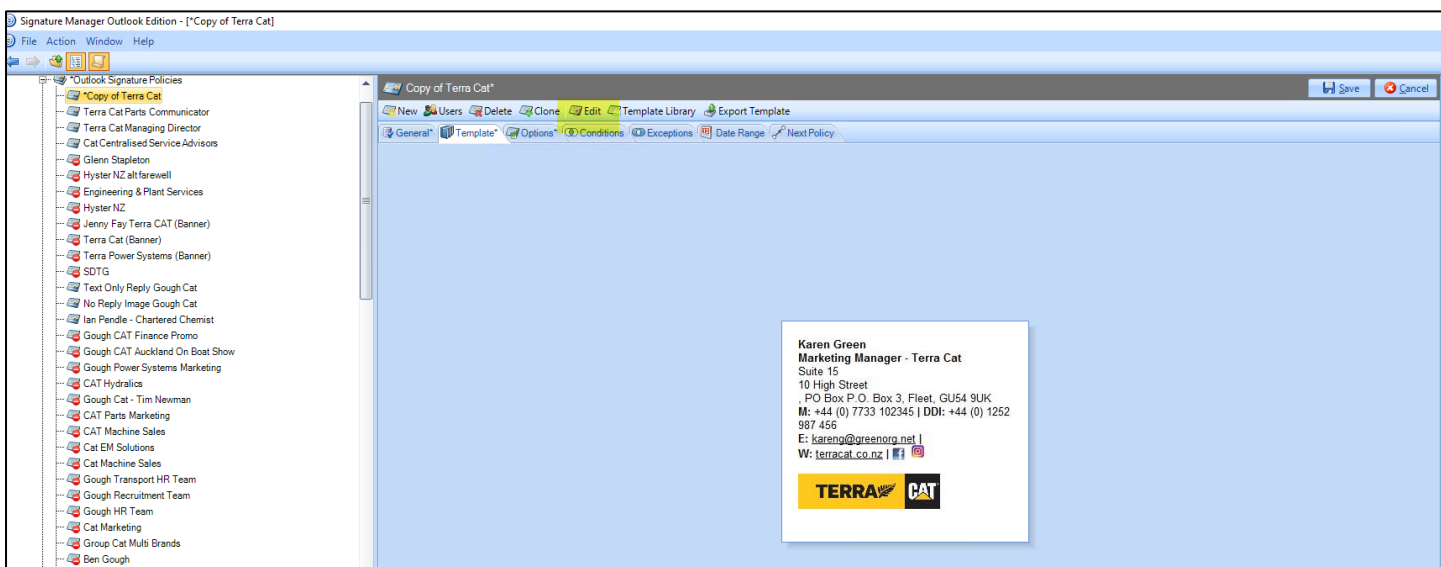 Signature Manager Outlook Edition - [*Copy of Terra Cat]
File Action Window Help
*Outlook Signature Policies
*Copy of Terra Cat
Terra Cat Parts Communicator
Terra Cat Managing Director
Cat Centralised Service Advisors
Glenn Stapleton
Hyster NZ alt farewell
Engineering & Plant Services
Hyster NZ
Jenny Fay Terra CAT (Banner)
Terra Cat (Banner)
Terra Power Systems (Banner)
SDTG
Text Only Reply Gough Cat
No Reply Image Gough Cat
Ian Pendle - Chartered Chemist
Gough CAT Finance Promo
Gough CAT Auckland On Boat Show
Gough Power Systems Marketing
CAT Hydralics
Gough Cat - Tim Newman
CAT Parts Marketing
CAT Machine Sales
Cat EM Solutions
Cat Machine Sales
Gough Transport HR Team
Gough Recruitment Team
Gough HR Team
Cat Marketing
Group Cat Multi Brands
Ben Gough
Copy of Terra Cat*
Save Cancel
New Users Delete Clone Edit Template Library Export Template
General* Template* Options* Conditions Exceptions Date Range Next Policy
Karen Green
Marketing Manager - Terra Cat
Suite 15
10 High Street
, PO Box P.O. Box 3, Fleet, GU54 9UK
M: +44 (0) 7733 102345 | DDI: +44 (0) 1252
987 456
E: kareng@greenorg.net |
W: terracat.co.nz |
TERRA CAT